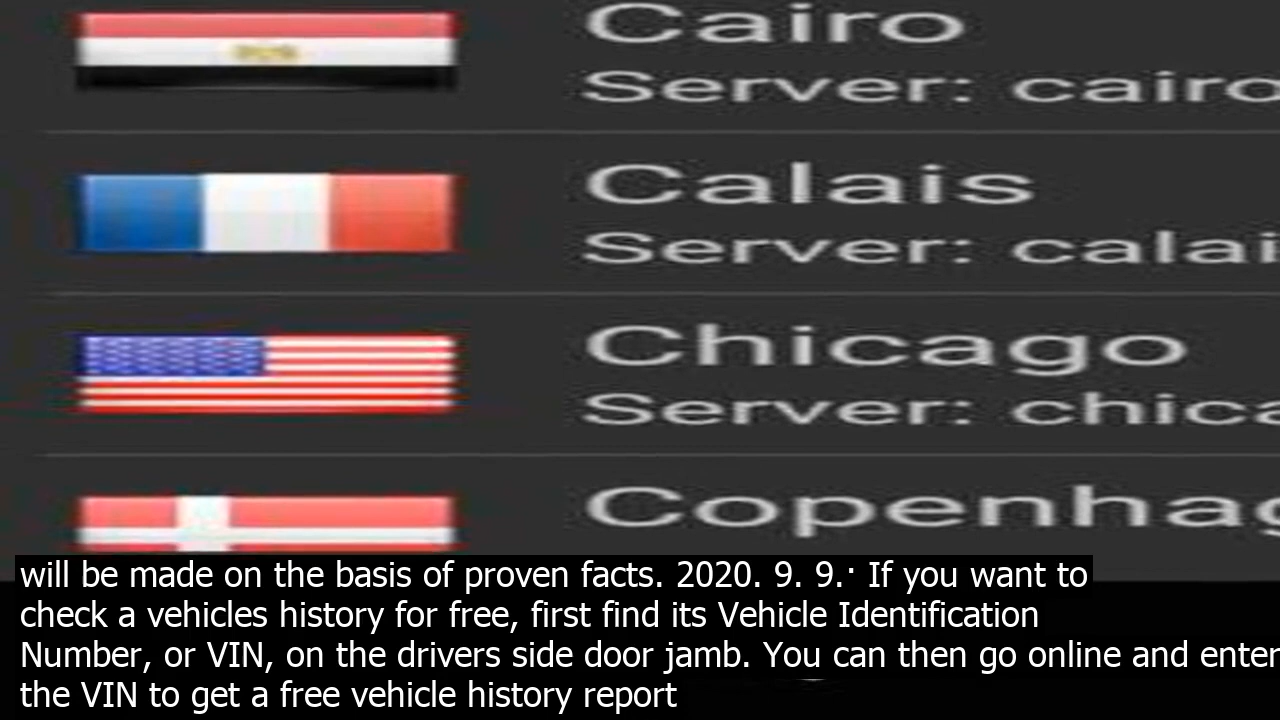 Cairo
Server: cairo
Calais
Server: calai
Chicago
Server: chica
Copenhag
will be made on the basis of proven facts. 2020. 9. 9.· If you want to
check a vehicles history for free, first find its Vehicle Identification
Number, or VIN, on the drivers side door jamb. You can then go online and enter
the VIN to get a free vehicle history report